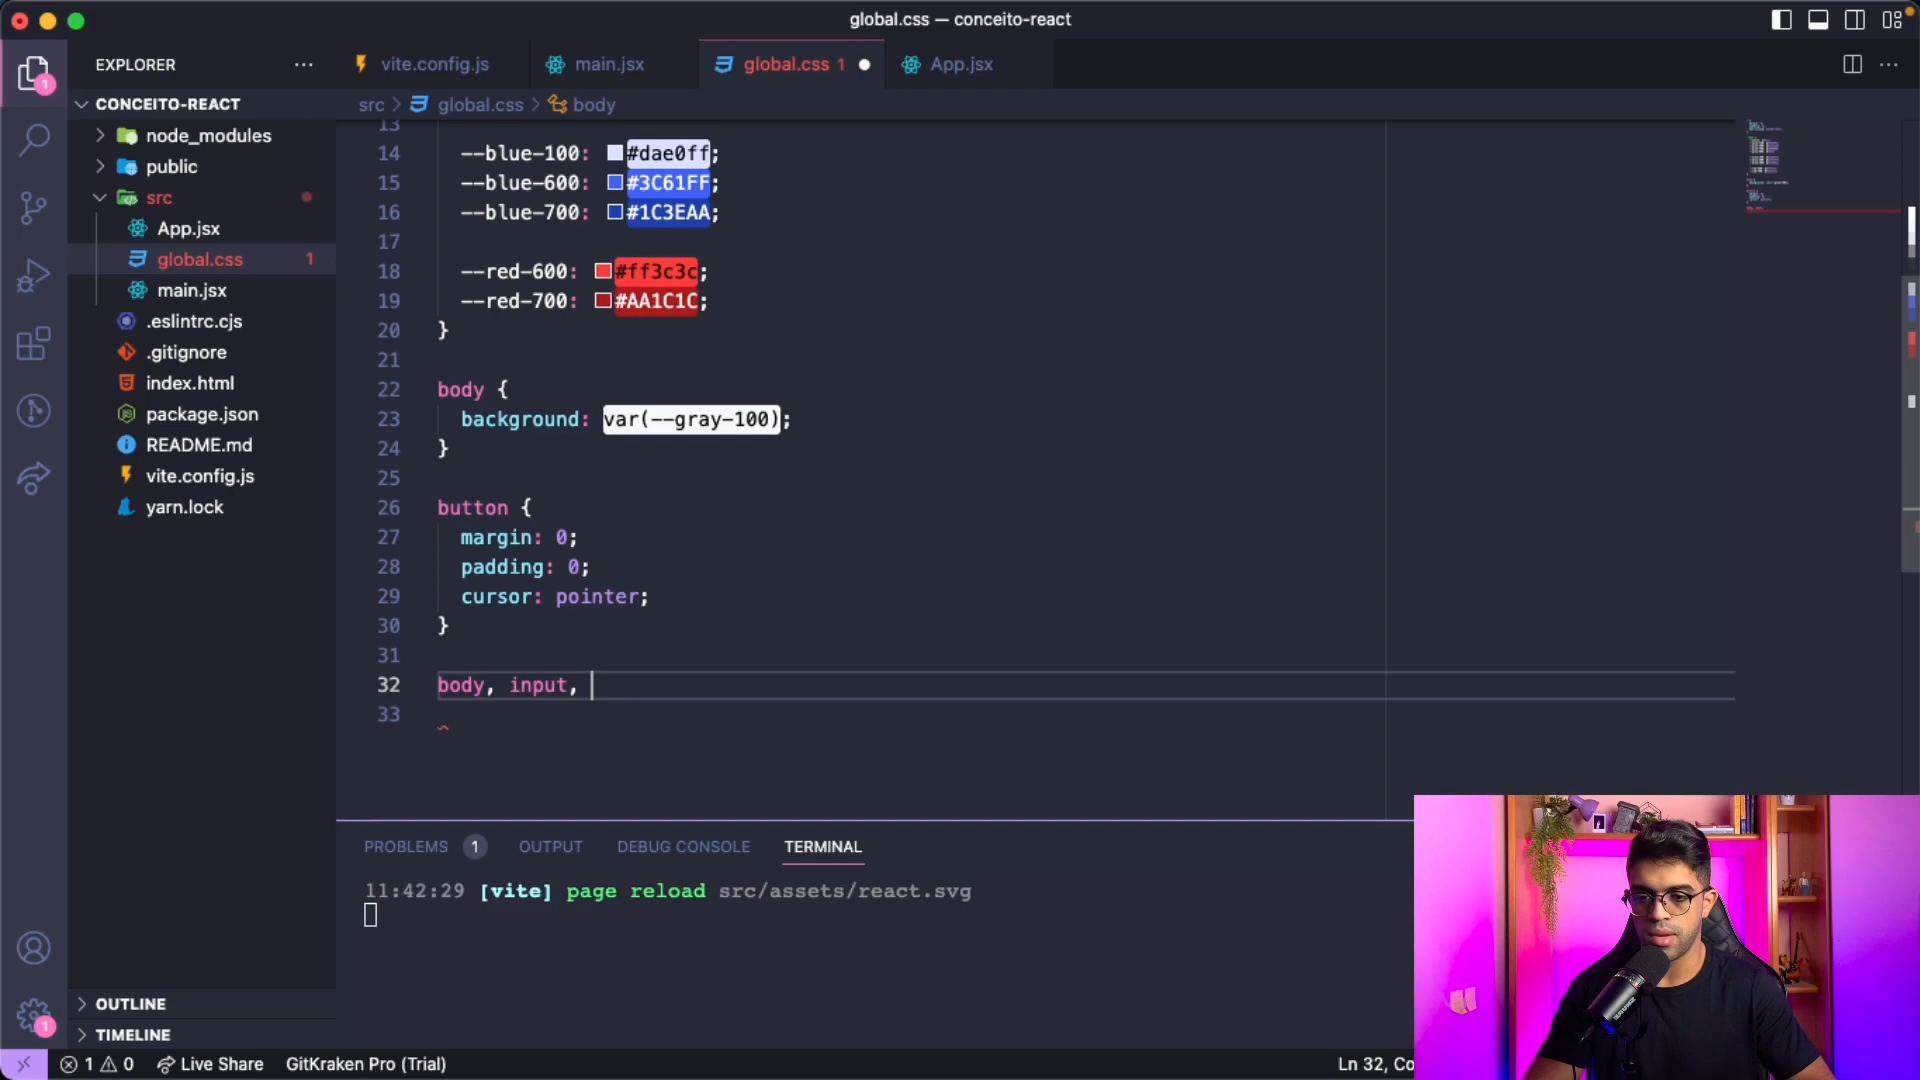 global.css — conceito-react
EXPLORER
vite.config.js
main.jsx
global.css 1
App.jsx
1
CONCEITO-REACT
src > global.css > body
node_modules
public
src
App.jsx
global.css 1
main.jsx
.eslintrc.cjs
.gitignore
index.html
package.json
README.md
vite.config.js
yarn.lock
13
14 --blue-100: #dae0ff;
15 --blue-600: #3C61FF;
16 --blue-700: #1C3EAA;
17
18 --red-600: #ff3c3c;
19 --red-700: #AA1C1C;
20 }
21
22 body {
23 background: var(--gray-100);
24 }
25
26 button {
27 margin: 0;
28 padding: 0;
29 cursor: pointer;
30 }
31
32 body, input,
33
PROBLEMS 1 OUTPUT DEBUG CONSOLE TERMINAL
11:42:29 [vite] page reload src/assets/react.svg
OUTLINE
1
TIMELINE
1 0 Live Share GitKraken Pro (Trial) Ln 32, Co